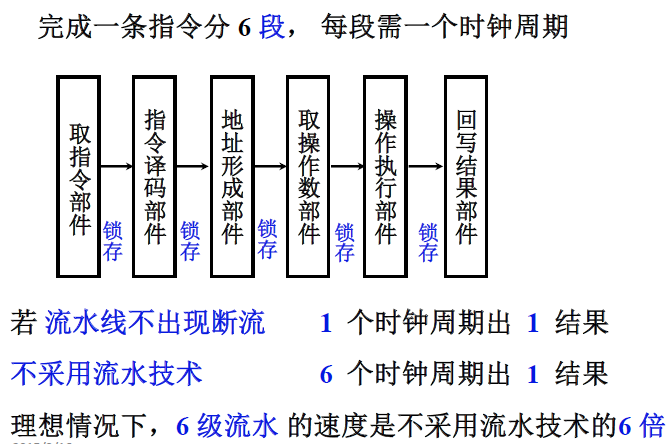 完成一条指令分 6 段， 每段需一个时钟周期
取指令部件
锁存
指令译码部件
锁存
地址形成部件
锁存
取操作数部件
锁存
操作执行部件
锁存
回写结果部件
若 流水线不出现断流 1 个时钟周期出 1 结果
不采用流水技术 6 个时钟周期出 1 结果
理想情况下，6 级流水 的速度是不采用流水技术的6 倍